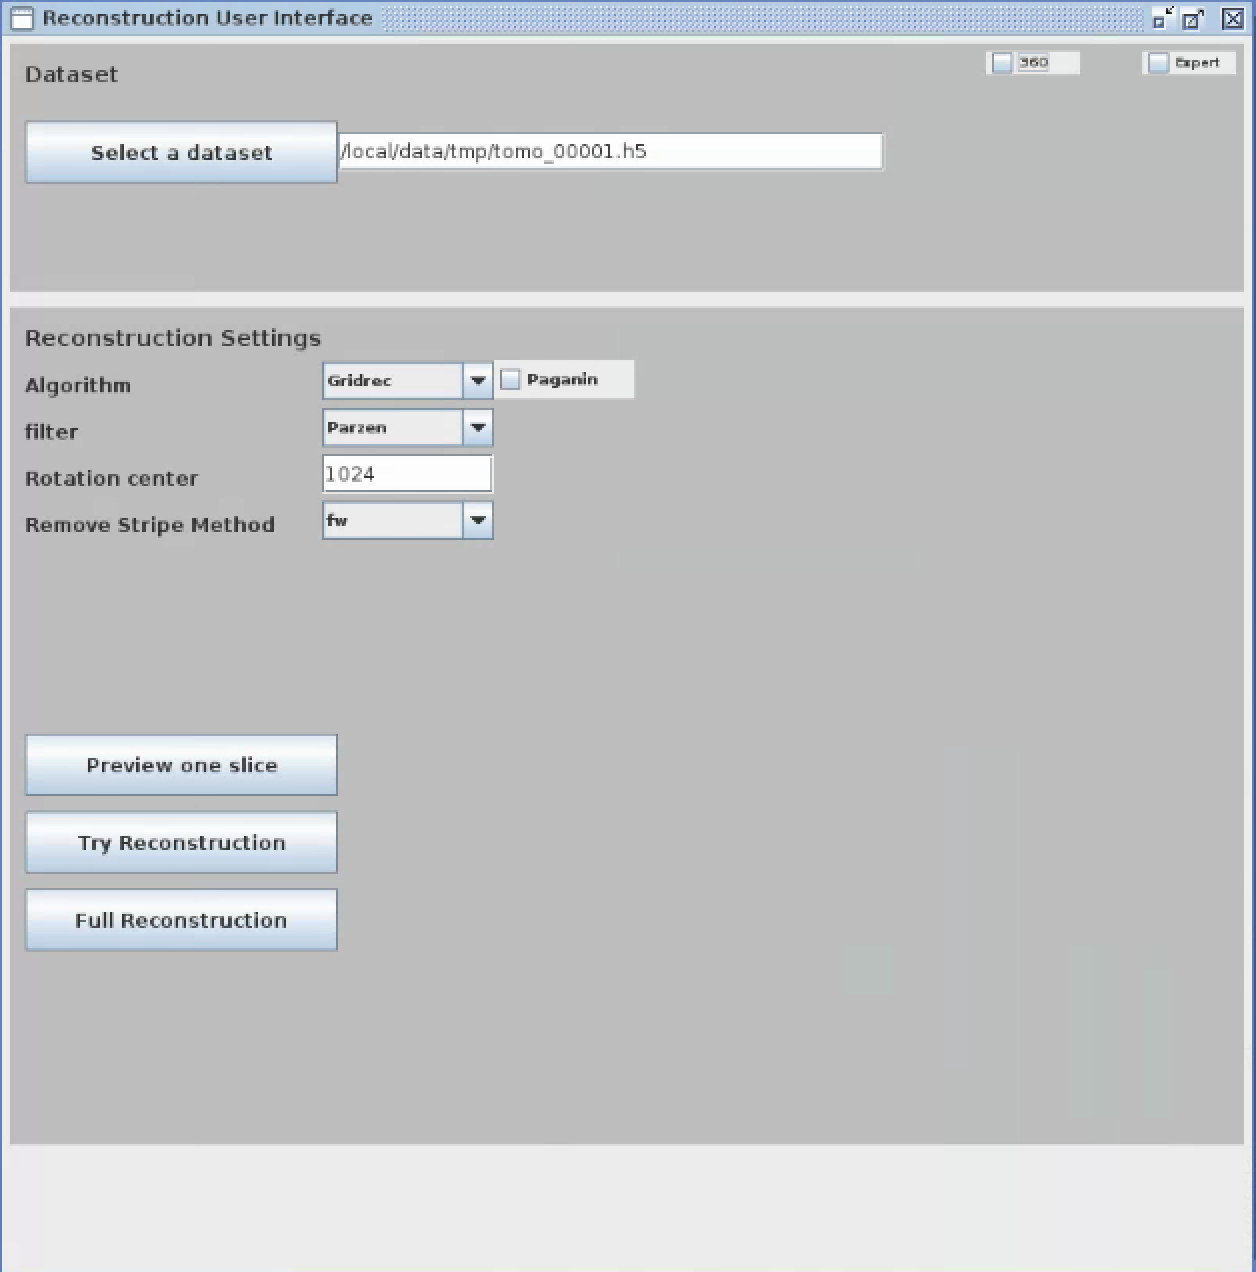 Reconstruction User Interface
Dataset
360
Expert
Select a dataset
/local/data/tmp/tomo_00001.h5
Reconstruction Settings
Algorithm
Gridrec
Paganin
filter
Parzen
Rotation center
1024
Remove Stripe Method
fw
Preview one slice
Try Reconstruction
Full Reconstruction